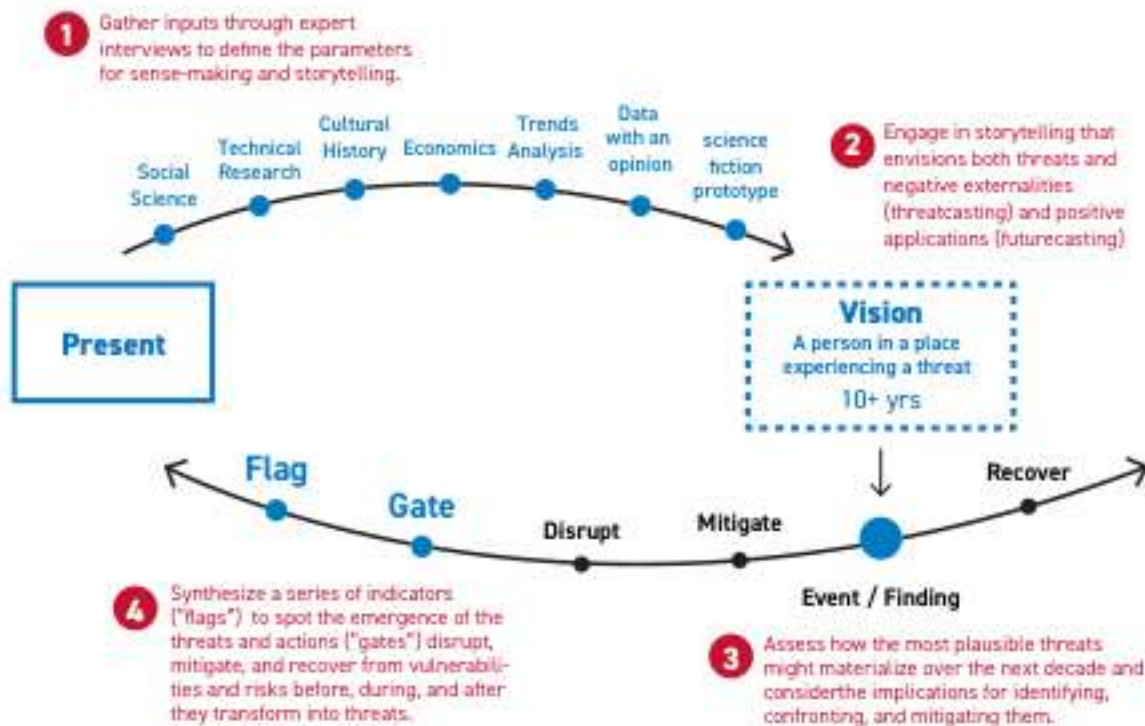 1
Gather inputs through expert
interviews to define the parameters
for sense-making and storytelling.
Social
Science
Technical
Research
Cultural
History
Economics
Trends
Analysis
Data
with an
opinion
science
fiction
prototype
2
Engage in storytelling that
envisions both threats and
negative externalities
(threatcasting) and positive
applications (futurecasting)
Present
Vision
A person in a place
experiencing a threat
10+ yrs
Flag
Gate
Disrupt
Mitigate
Recover
Event / Finding
4
Synthesize a series of indicators
("flags") to spot the emergence of the
threats and actions ("gates") disrupt,
mitigate, and recover from vulnerabili-
ties and risks before, during, and after
they transform into threats.
3
Assess how the most plausible threats
might materialize over the next decade and
considerthe implications for identifying,
confronting, and mitigating them.